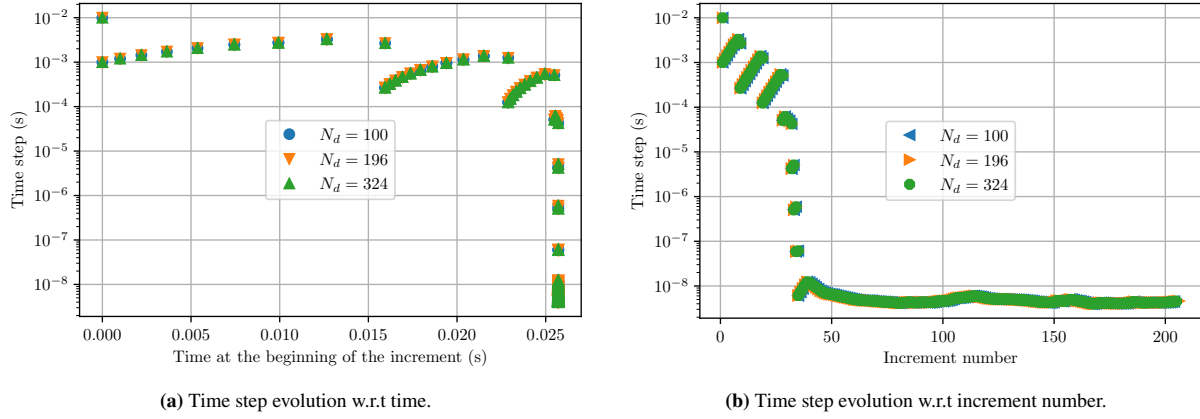 10⁻²
10⁻³
10⁻⁴
10⁻⁵
10⁻⁶
10⁻⁷
10⁻⁸
Time step (s)
N_d = 100
N_d = 196
N_d = 324
0.000
0.005
0.010
0.015
0.020
0.025
Time at the beginning of the increment (s)
(a) Time step evolution w.r.t time.
10⁻²
10⁻³
10⁻⁴
10⁻⁵
10⁻⁶
10⁻⁷
10⁻⁸
Time step (s)
N_d = 100
N_d = 196
N_d = 324
0
50
100
150
200
Increment number
(b) Time step evolution w.r.t increment number.